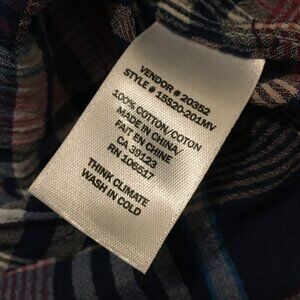 VENDOR # 20352
STYLE # 15S20-201MV
100% COTTON/COTON
MADE IN CHINA/
FAIT EN CHINE
CA 39123
RN 106517
THINK CLIMATE
WASH IN COLD